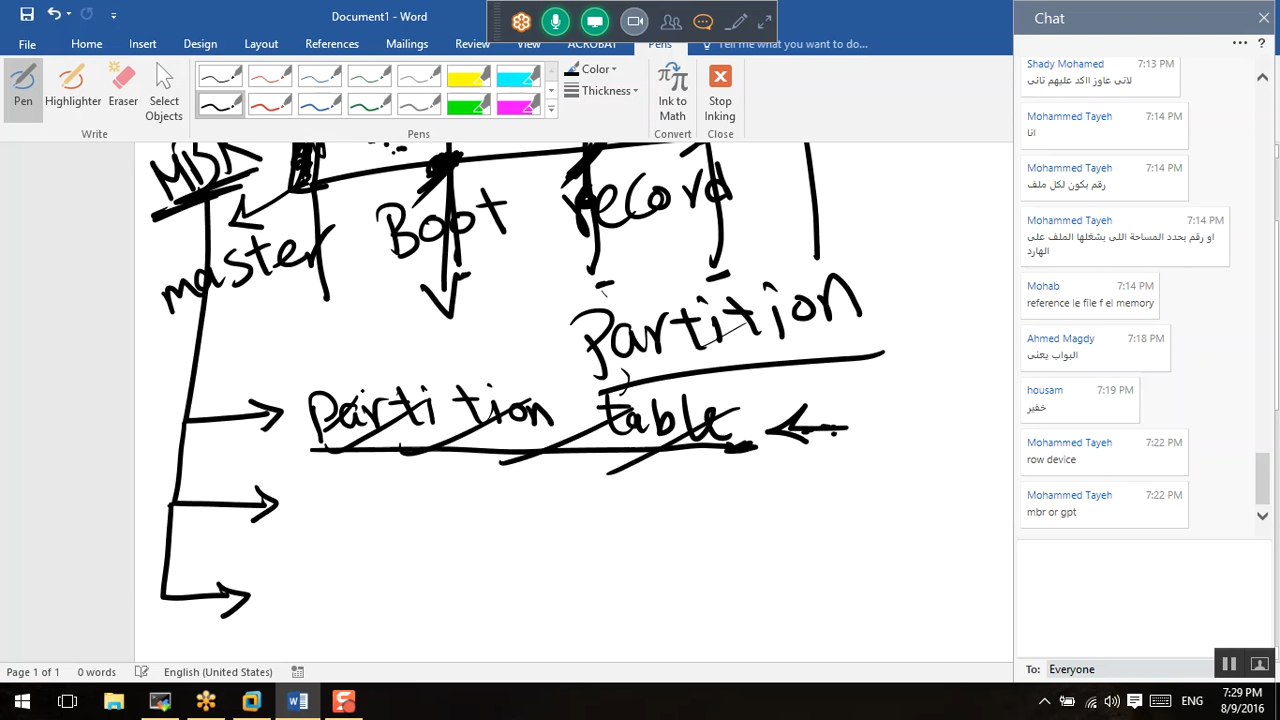 Document1 - Word
File
Home
Insert
Design
Layout
References
Mailings
Review
View
ACROBAT
Pens
Tell me what you want to do...
Pen
Highlighter
Eraser
Select Objects
Color
Thickness
Ink to Math
Stop Inking
Write
Pens
Convert
Close
MBR
master Boot record
Partition
Partition table
Chat
Shady Mohamed 7:13 PM
لانى عاوز ااكد عليهم تانى
Mohammed Tayeh 7:14 PM
انا
Mohammed Tayeh 7:14 PM
رقم بكون لكل ملف
Mohammed Tayeh 7:14 PM
او رقم بحدد المساحة اللى بشغلها الملف على
الهارد
Mohab 7:14 PM
reference le file f el memory
Ahmed Magdy 7:18 PM
البواب يعنى
housam 7:19 PM
خفير
Mohammed Tayeh 7:22 PM
row device
Mohammed Tayeh 7:22 PM
mbr or gpt
To: Everyone
Page 1 of 1 0 words English (United States)
ENG
7:29 PM
8/9/2016